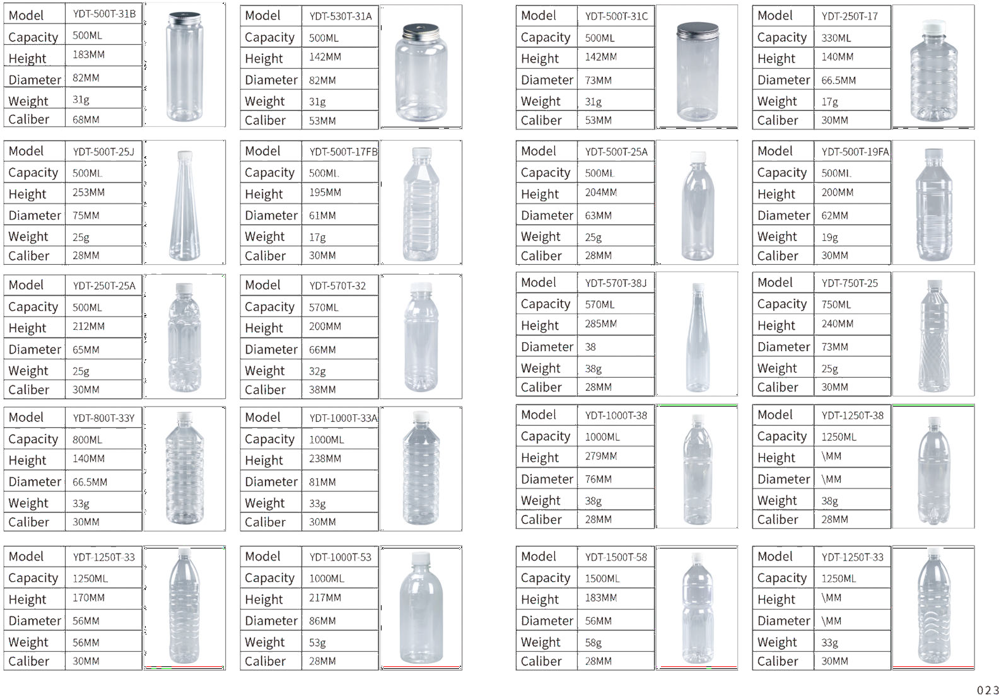 Model YDT-500T-31B
Capacity 500ML
Height 183MM
Diameter 82MM
Weight 31g
Caliber 68MM
Model YDT-530T-31A
Capacity 500ML
Height 142MM
Diameter 82MM
Weight 31g
Caliber 53MM
Model YDT-500T-31C
Capacity 500ML
Height 142MM
Diameter 73MM
Weight 31g
Caliber 53MM
Model YDT-250T-17
Capacity 330ML
Height 140MM
Diameter 66.5MM
Weight 17g
Caliber 30MM
Model YDT-500T-25J
Capacity 500ML
Height 253MM
Diameter 75MM
Weight 25g
Caliber 28MM
Model YDT-500T-17FB
Capacity 500ML
Height 195MM
Diameter 61MM
Weight 17g
Caliber 30MM
Model YDT-500T-25A
Capacity 500ML
Height 204MM
Diameter 63MM
Weight 25g
Caliber 28MM
Model YDT-500T-19FA
Capacity 500ML
Height 200MM
Diameter 62MM
Weight 19g
Caliber 30MM
Model YDT-250T-25A
Capacity 500ML
Height 212MM
Diameter 65MM
Weight 25g
Caliber 30MM
Model YDT-570T-32
Capacity 570ML
Height 200MM
Diameter 66MM
Weight 32g
Caliber 38MM
Model YDT-570T-38J
Capacity 570ML
Height 285MM
Diameter 38
Weight 38g
Caliber 28MM
Model YDT-750T-25
Capacity 750ML
Height 240MM
Diameter 73MM
Weight 25g
Caliber 30MM
Model YDT-800T-33Y
Capacity 800ML
Height 140MM
Diameter 66.5MM
Weight 33g
Caliber 30MM
Model YDT-1000T-33A
Capacity 1000ML
Height 238MM
Diameter 81MM
Weight 33g
Caliber 30MM
Model YDT-1000T-38
Capacity 1000ML
Height 279MM
Diameter 76MM
Weight 38g
Caliber 28MM
Model YDT-1250T-38
Capacity 1250ML
Height \MM
Diameter \MM
Weight 38g
Caliber 28MM
Model YDT-1250T-33
Capacity 1250ML
Height 170MM
Diameter 56MM
Weight 56MM
Caliber 30MM
Model YDT-1000T-53
Capacity 1000ML
Height 217MM
Diameter 86MM
Weight 53g
Caliber 28MM
Model YDT-1500T-58
Capacity 1500ML
Height 183MM
Diameter 56MM
Weight 58g
Caliber 28MM
Model YDT-1250T-33
Capacity 1250ML
Height \MM
Diameter \MM
Weight 33g
Caliber 30MM
023